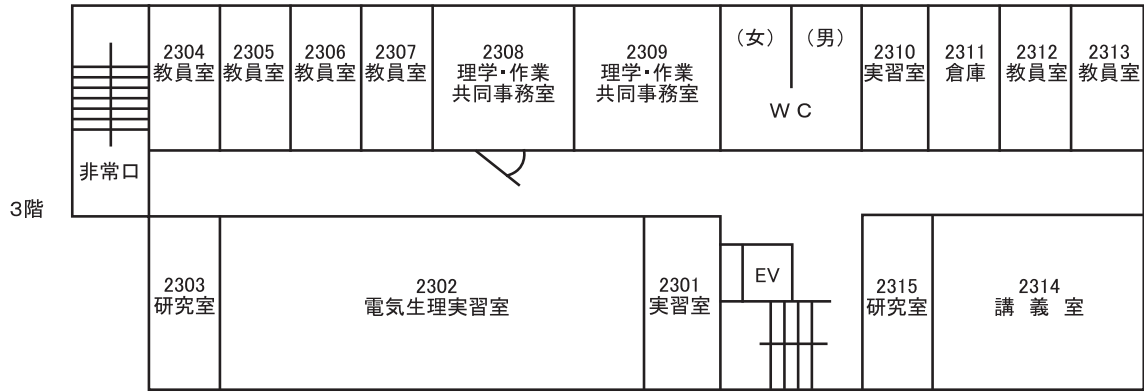 2304
教員室
2305
教員室
2306
教員室
2307
教員室
2308
理学・作業
共同事務室
2309
理学・作業
共同事務室
（女）
（男）
ＷＣ
2310
実習室
2311
倉庫
2312
教員室
2313
教員室
非常口
3階
2303
研究室
2302
電気生理実習室
2301
実習室
EV
2315
研究室
2314
講義室